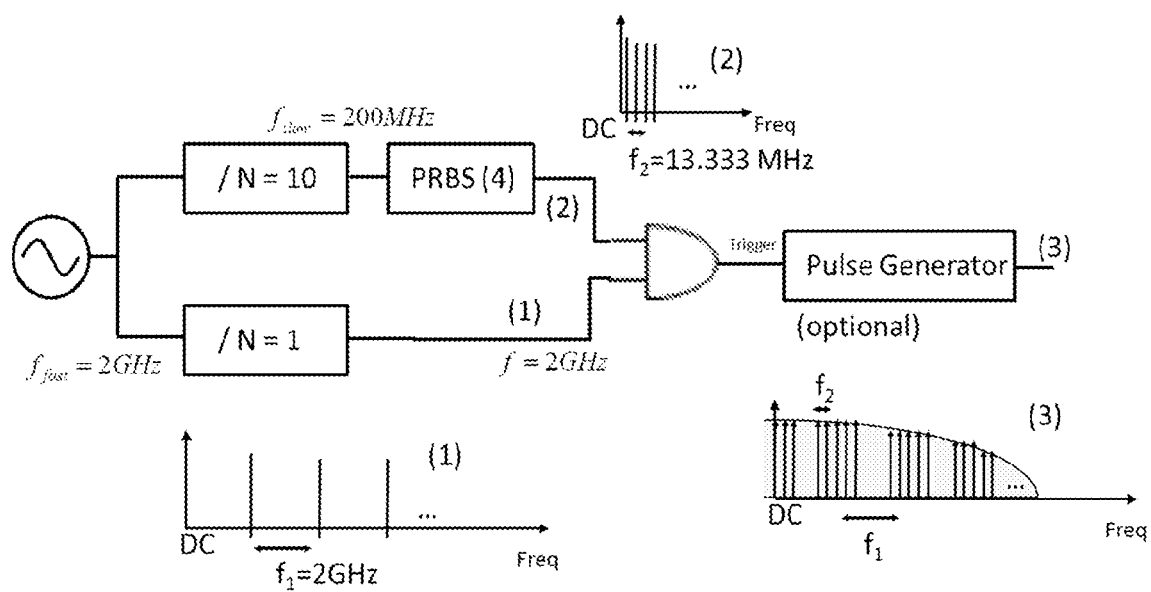 (2)
...
DC
Freq
f₂=13.333 MHz
f_slow = 200MHz
/ N = 10
PRBS (4)
(2)
Trigger
Pulse Generator
(3)
(optional)
(1)
/ N = 1
f_fast = 2GHz
f = 2GHz
(1)
...
DC
Freq
f₁=2GHz
f₂
(3)
...
DC
Freq
f₁